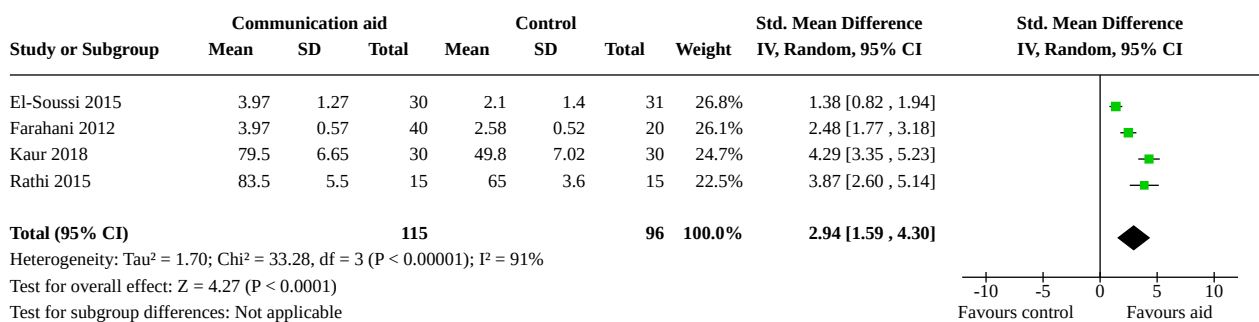 Communication aid Control Std. Mean Difference Std. Mean Difference
Study or Subgroup Mean SD Total Mean SD Total Weight IV, Random, 95% CI IV, Random, 95% CI
El-Soussi 2015 3.97 1.27 30 2.1 1.4 31 26.8% 1.38 [0.82 , 1.94]
Farahani 2012 3.97 0.57 40 2.58 0.52 20 26.1% 2.48 [1.77 , 3.18]
Kaur 2018 79.5 6.65 30 49.8 7.02 30 24.7% 4.29 [3.35 , 5.23]
Rathi 2015 83.5 5.5 15 65 3.6 15 22.5% 3.87 [2.60 , 5.14]
Total (95% CI) 115 96 100.0% 2.94 [1.59 , 4.30]
Heterogeneity: Tau² = 1.70; Chi² = 33.28, df = 3 (P < 0.00001); I² = 91%
Test for overall effect: Z = 4.27 (P < 0.0001) -10 -5 0 5 10
Test for subgroup differences: Not applicable Favours control Favours aid